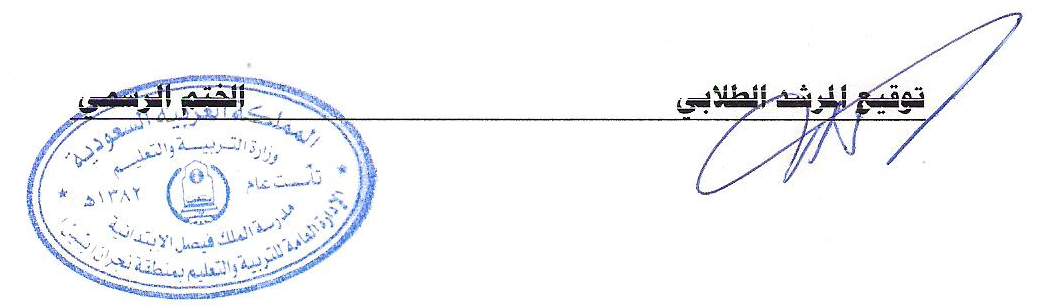 توقيع المرشد الطلابي
الختم الرسمي
المملكة العربية السعودية
وزارة التربية والتعليم
تأسست عام
١٣٨٢هـ
مدرسة الملك فيصل الابتدائية
الإدارة العامة للتربية والتعليم بمنطقة نجران